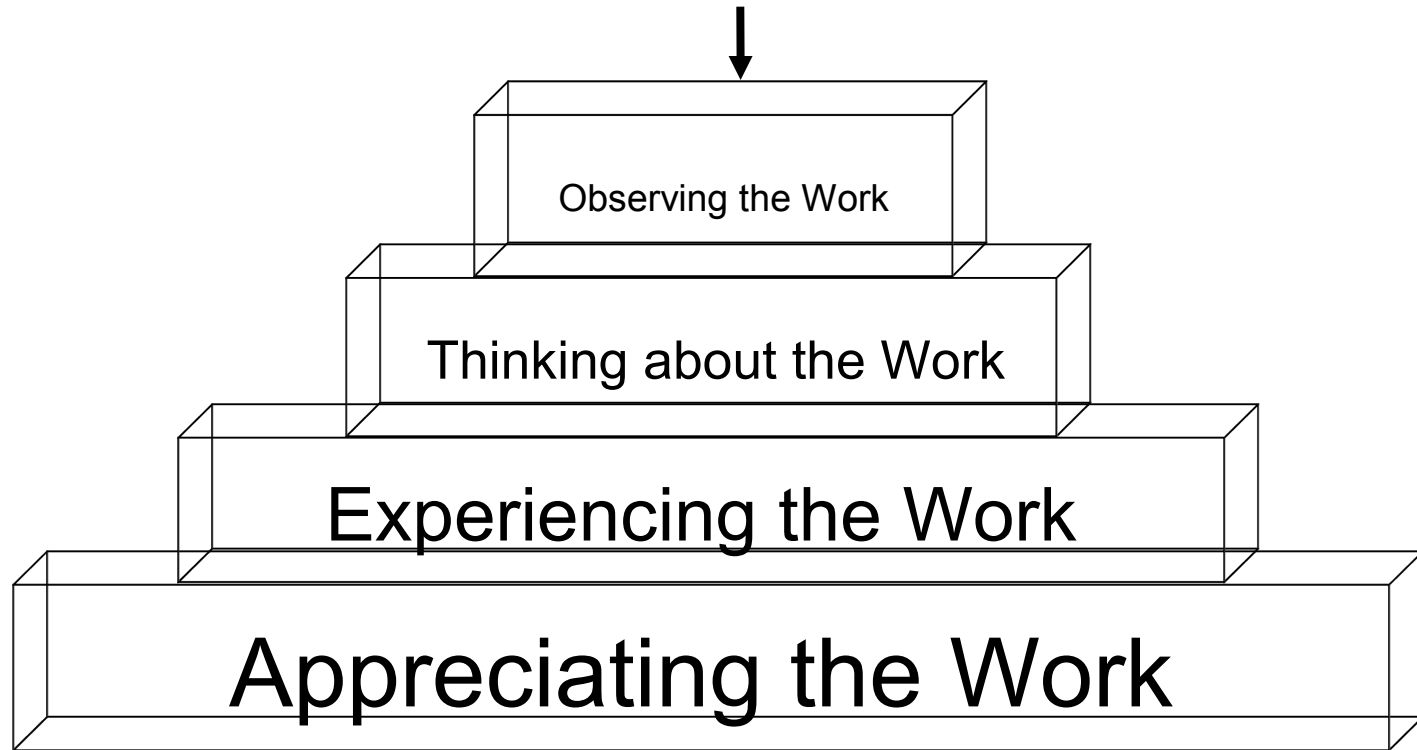 Observing the Work
Thinking about the Work
Experiencing the Work
Appreciating the Work